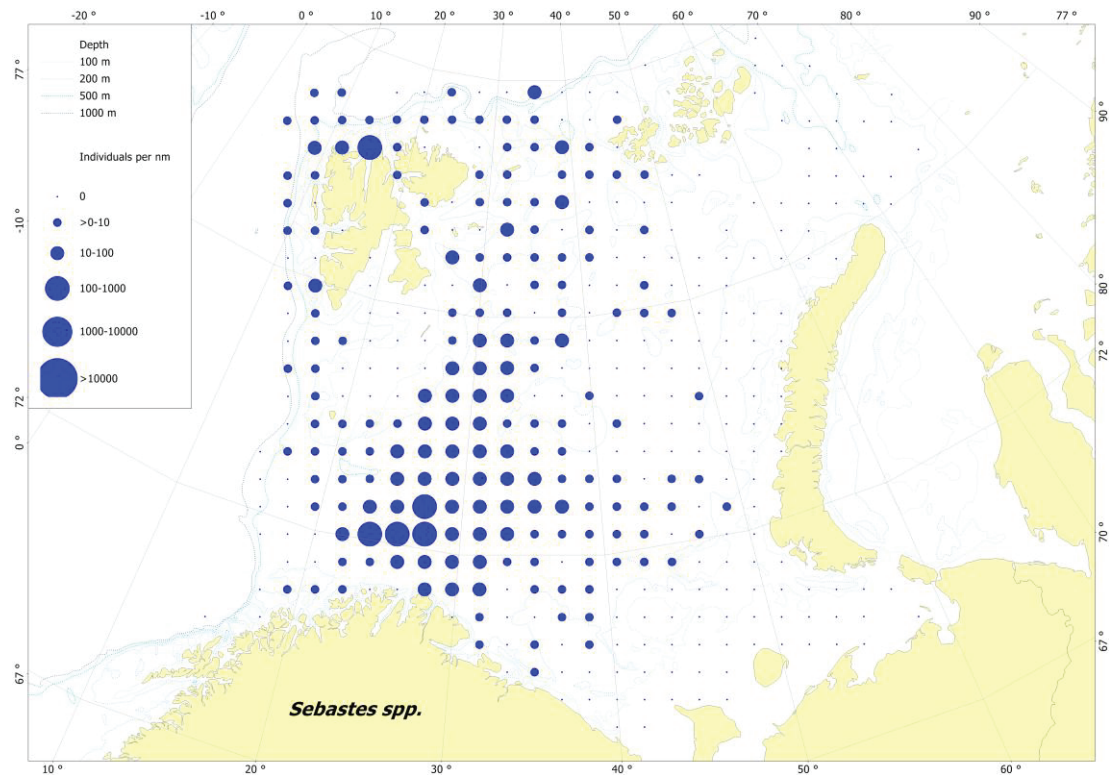 -20 ° -10 ° 0 ° 10 ° 20 ° 30 ° 40 ° 50 ° 60 ° 70 ° 80 ° 90 ° 77 °
Depth
100 m
200 m
500 m
1000 m
Individuals per nm
0
>0-10
10-100
100-1000
1000-10000
>10000
77 °
-10 °
72 °
0 °
67 °
90 °
80 °
72 °
70 °
67 °
Sebastes spp.
10 ° 20 ° 30 ° 40 ° 50 ° 60 °